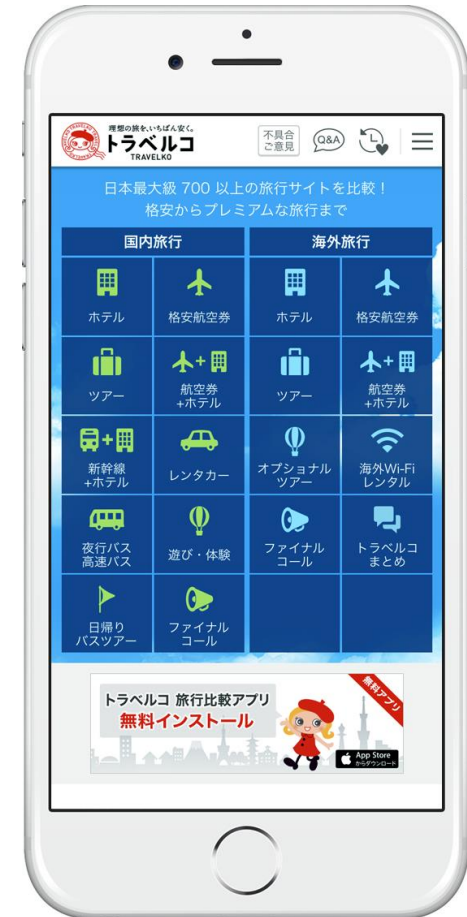 理想の旅を、いちばん安く。
トラベルコ
TRAVELKO
不具合
ご意見
Q&A
日本最大級 700 以上の旅行サイトを比較！
格安からプレミアムな旅行まで
国内旅行
海外旅行
ホテル
格安航空券
ホテル
格安航空券
ツアー
航空券
+ホテル
ツアー
航空券
+ホテル
新幹線
+ホテル
レンタカー
オプショナル
ツアー
海外Wi-Fi
レンタル
夜行バス
高速バス
遊び・体験
ファイナル
コール
トラベルコ
まとめ
日帰り
バスツアー
ファイナル
コール
トラベルコ 旅行比較アプリ
無料インストール
無料アプリ
App Store
からダウンロード